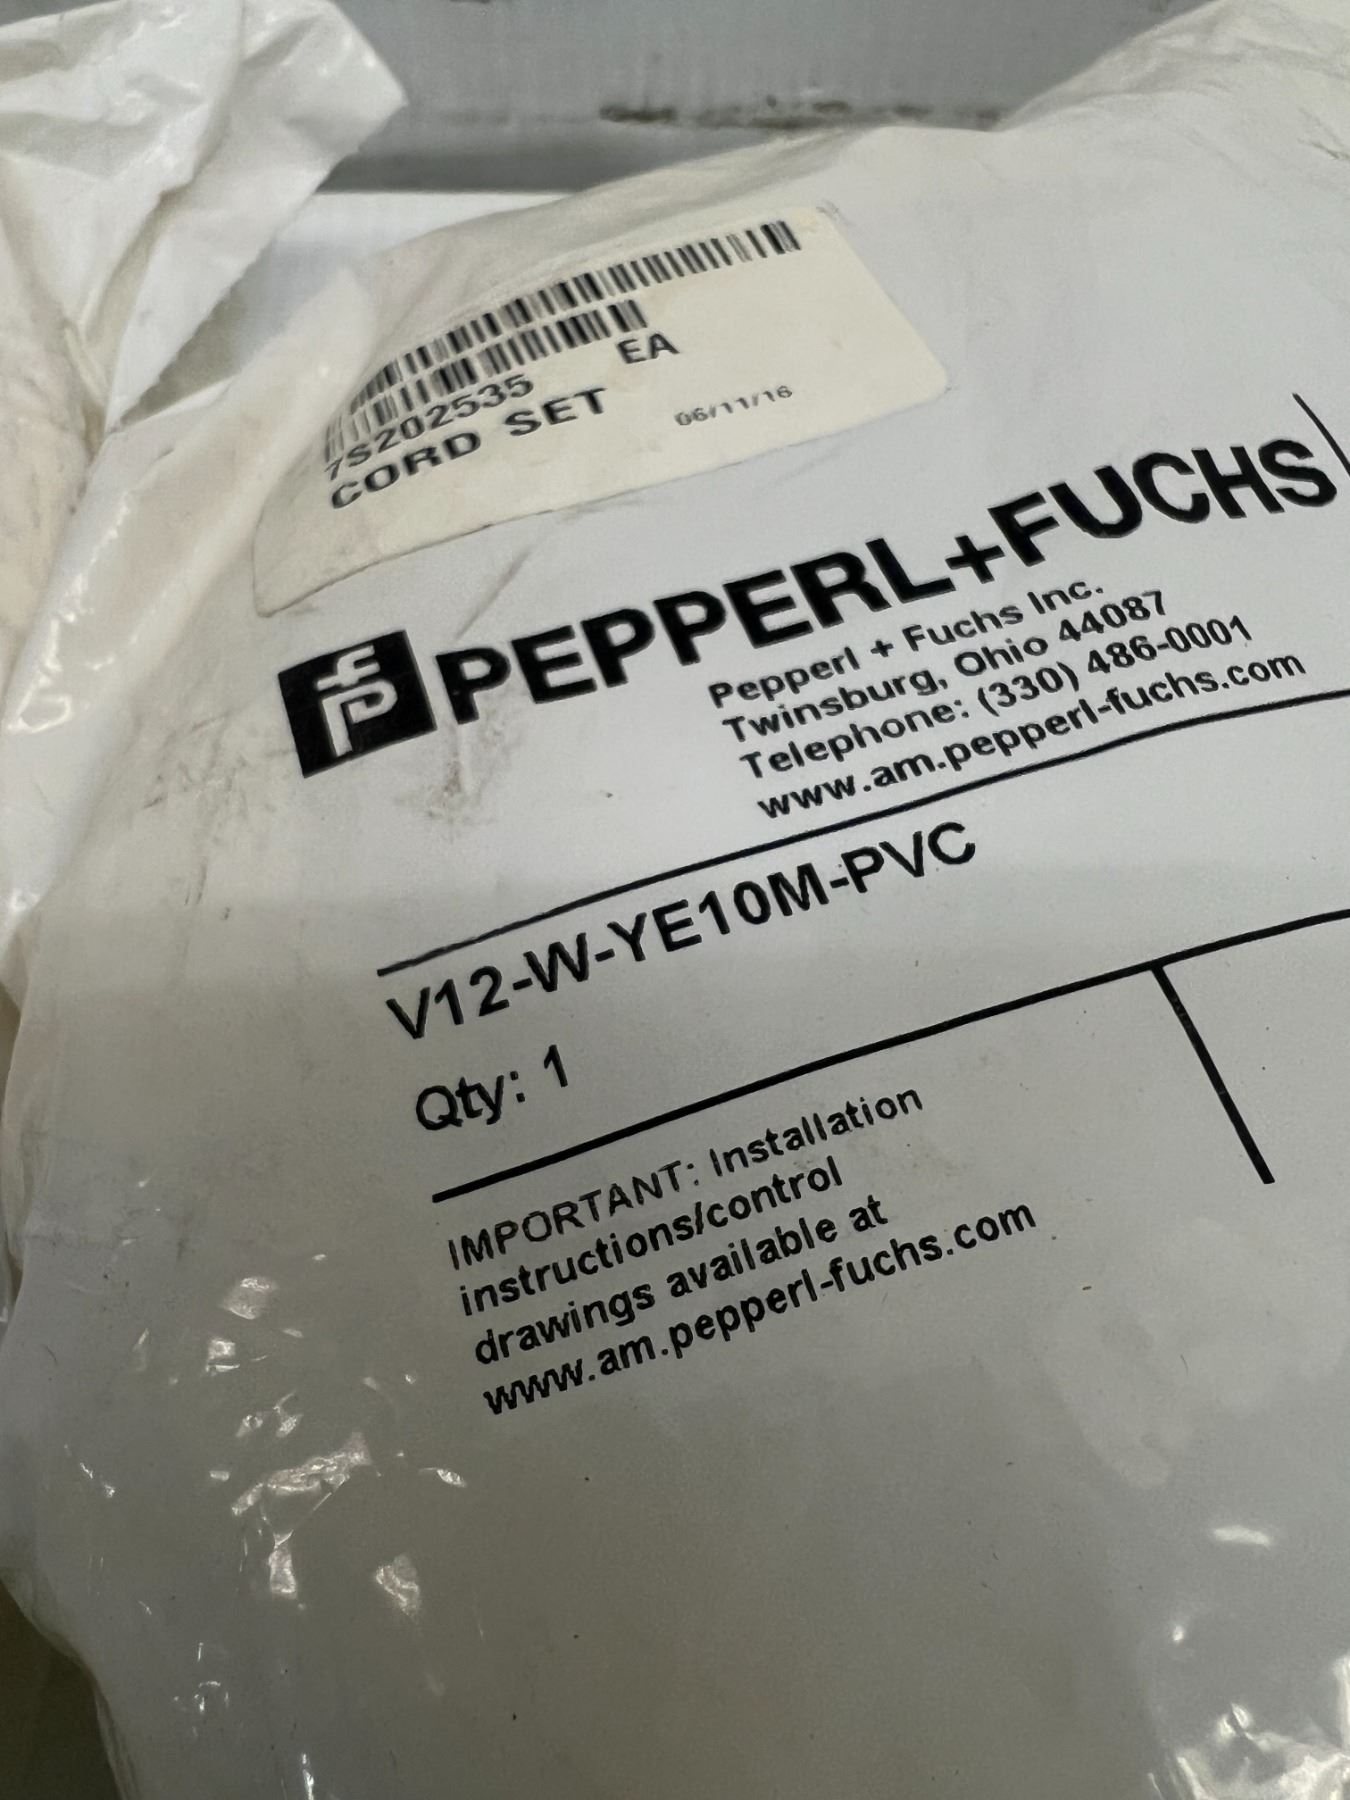 7S202535 EA
CORD SET 06/11/16
PEPPERL+FUCHS
Pepperl + Fuchs Inc.
Twinsburg, Ohio 44087
Telephone: (330) 486-0001
www.am.pepperl-fuchs.com
V12-W-YE10M-PVC
Qty: 1
IMPORTANT: Installation
instructions/control
drawings available at
www.am.pepperl-fuchs.com